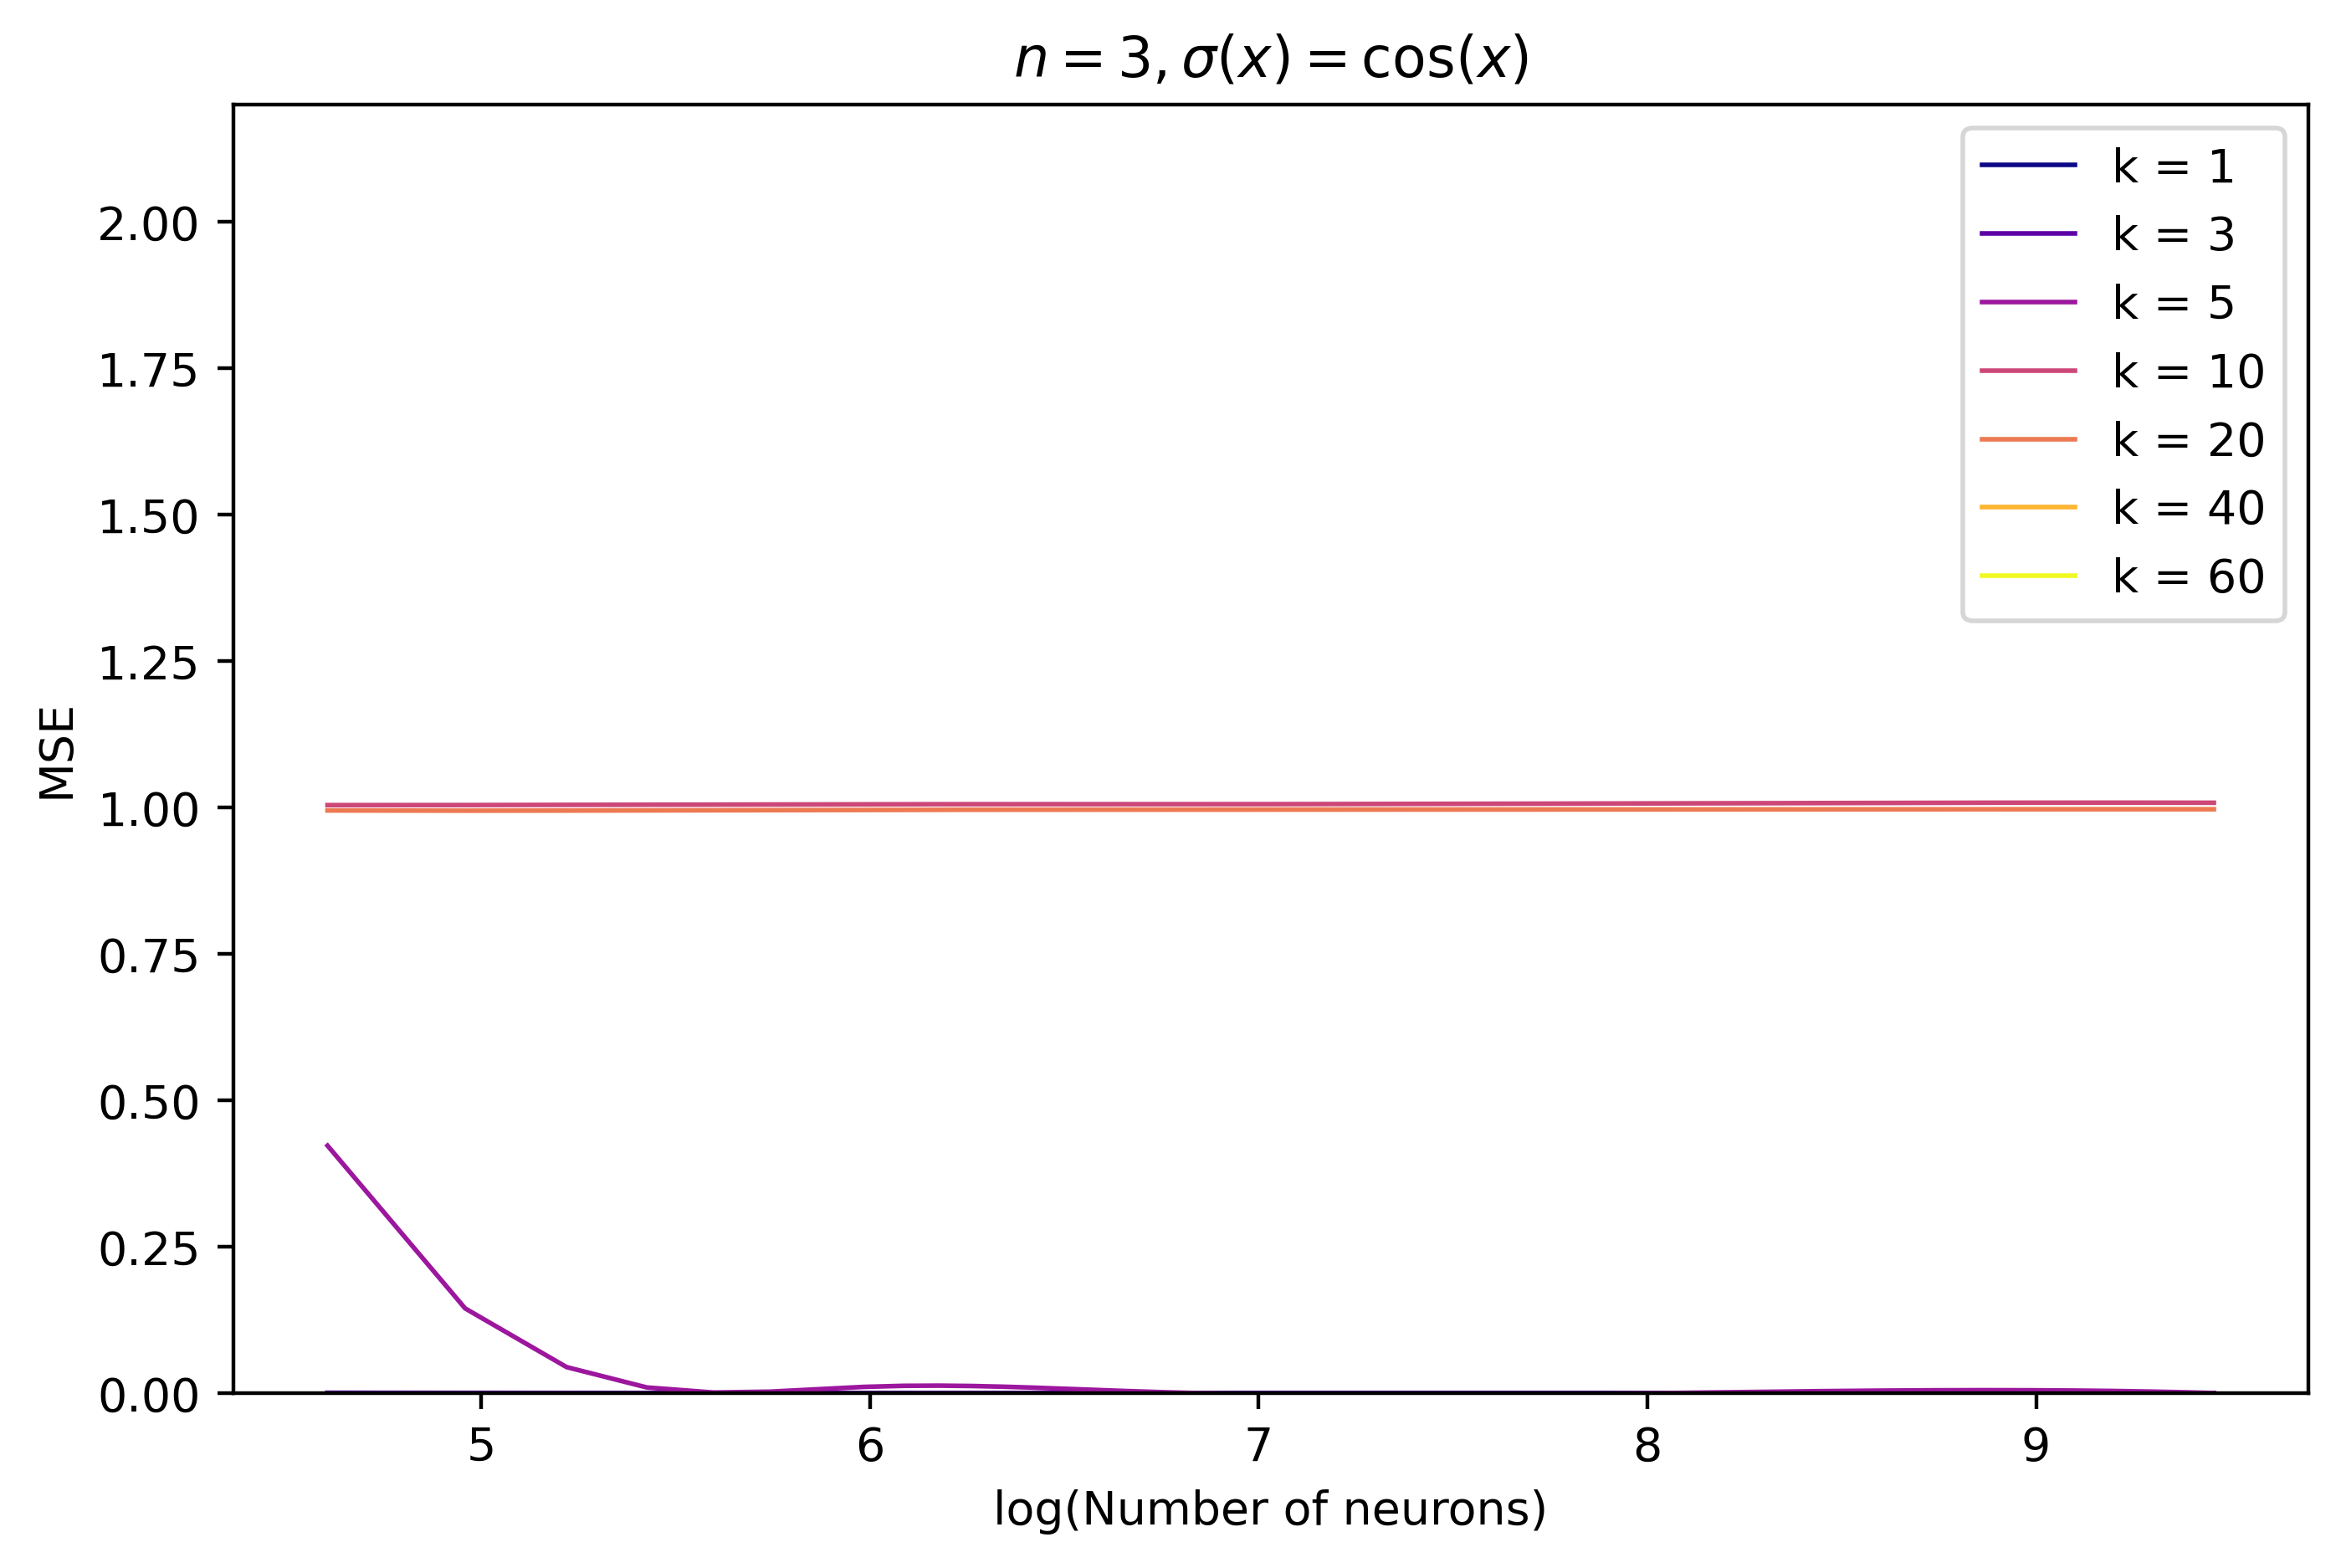 n = 3, σ(x) = cos(x)
2.00
1.75
1.50
1.25
1.00
0.75
0.50
0.25
0.00
MSE
k = 1
k = 3
k = 5
k = 10
k = 20
k = 40
k = 60
5 6 7 8 9
log(Number of neurons)